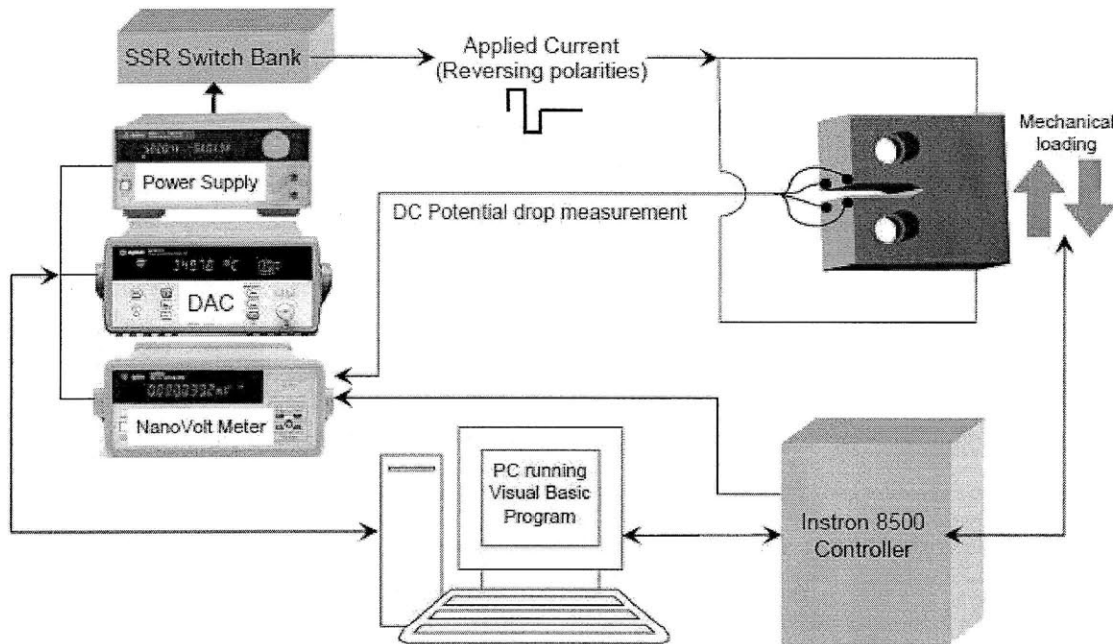 SSR Switch Bank
Applied Current
(Reversing polarities)
Mechanical
loading
Power Supply
DC Potential drop measurement
DAC
NanoVolt Meter
PC running
Visual Basic
Program
Instron 8500
Controller